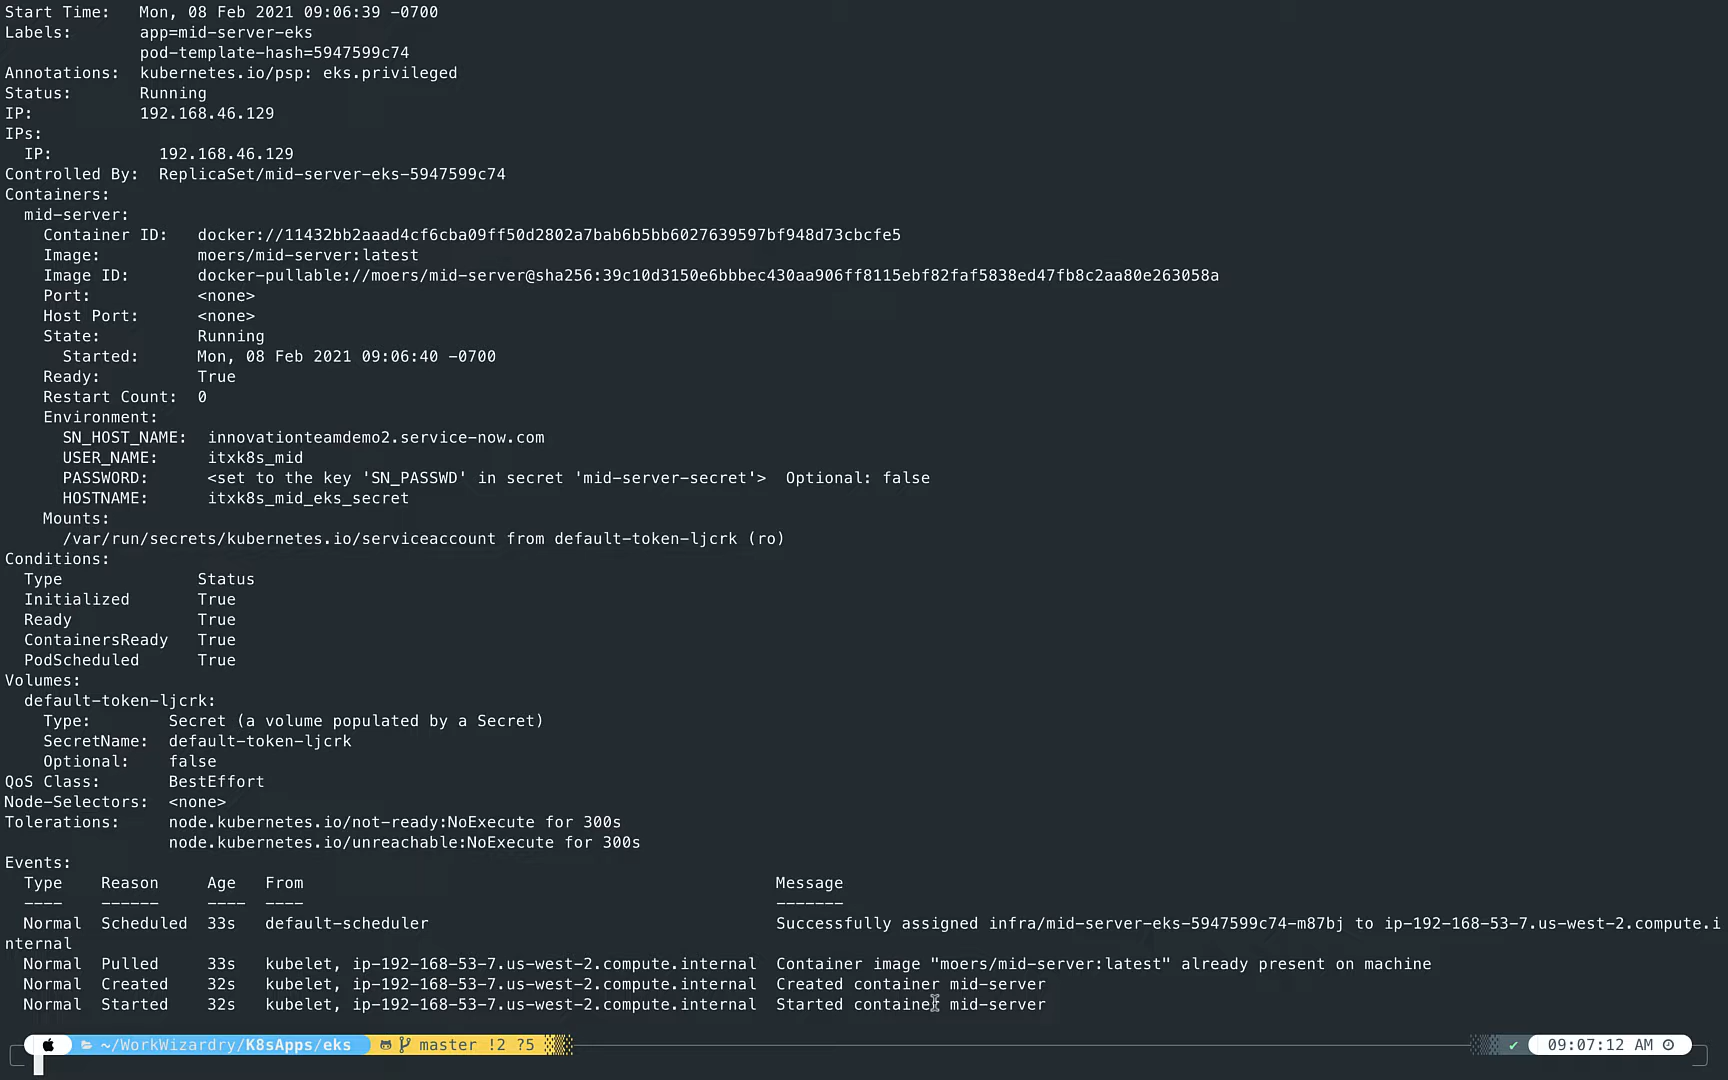 Start Time:   Mon, 08 Feb 2021 09:06:39 -0700
Labels:       app=mid-server-eks
              pod-template-hash=5947599c74
Annotations:  kubernetes.io/psp: eks.privileged
Status:       Running
IP:           192.168.46.129
IPs:
  IP:           192.168.46.129
Controlled By:  ReplicaSet/mid-server-eks-5947599c74
Containers:
  mid-server:
    Container ID:   docker://11432bb2aaad4cf6cba09ff50d2802a7bab6b5bb6027639597bf948d73cbcfe5
    Image:          moers/mid-server:latest
    Image ID:       docker-pullable://moers/mid-server@sha256:39c10d3150e6bbbec430aa906ff8115ebf82faf5838ed47fb8c2aa80e263058a
    Port:           <none>
    Host Port:      <none>
    State:          Running
      Started:      Mon, 08 Feb 2021 09:06:40 -0700
    Ready:          True
    Restart Count:  0
    Environment:
      SN_HOST_NAME:  innovationteamdemo2.service-now.com
      USER_NAME:     itxk8s_mid
      PASSWORD:      <set to the key 'SN_PASSWD' in secret 'mid-server-secret'>  Optional: false
      HOSTNAME:      itxk8s_mid_eks_secret
    Mounts:
      /var/run/secrets/kubernetes.io/serviceaccount from default-token-ljcrk (ro)
Conditions:
  Type              Status
  Initialized       True
  Ready             True
  ContainersReady   True
  PodScheduled      True
Volumes:
  default-token-ljcrk:
    Type:        Secret (a volume populated by a Secret)
    SecretName:  default-token-ljcrk
    Optional:    false
QoS Class:       BestEffort
Node-Selectors:  <none>
Tolerations:     node.kubernetes.io/not-ready:NoExecute for 300s
                 node.kubernetes.io/unreachable:NoExecute for 300s
Events:
  Type    Reason     Age   From                                                 Message
  ----    ------     ----  ----                                                 -------
  Normal  Scheduled  33s   default-scheduler                                    Successfully assigned infra/mid-server-eks-5947599c74-m87bj to ip-192-168-53-7.us-west-2.compute.i
nternal
  Normal  Pulled     33s   kubelet, ip-192-168-53-7.us-west-2.compute.internal  Container image "moers/mid-server:latest" already present on machine
  Normal  Created    32s   kubelet, ip-192-168-53-7.us-west-2.compute.internal  Created container mid-server
  Normal  Started    32s   kubelet, ip-192-168-53-7.us-west-2.compute.internal  Started container mid-server
~/WorkWizardry/K8sApps/eks master !2 ?5 ✔ 09:07:12 AM